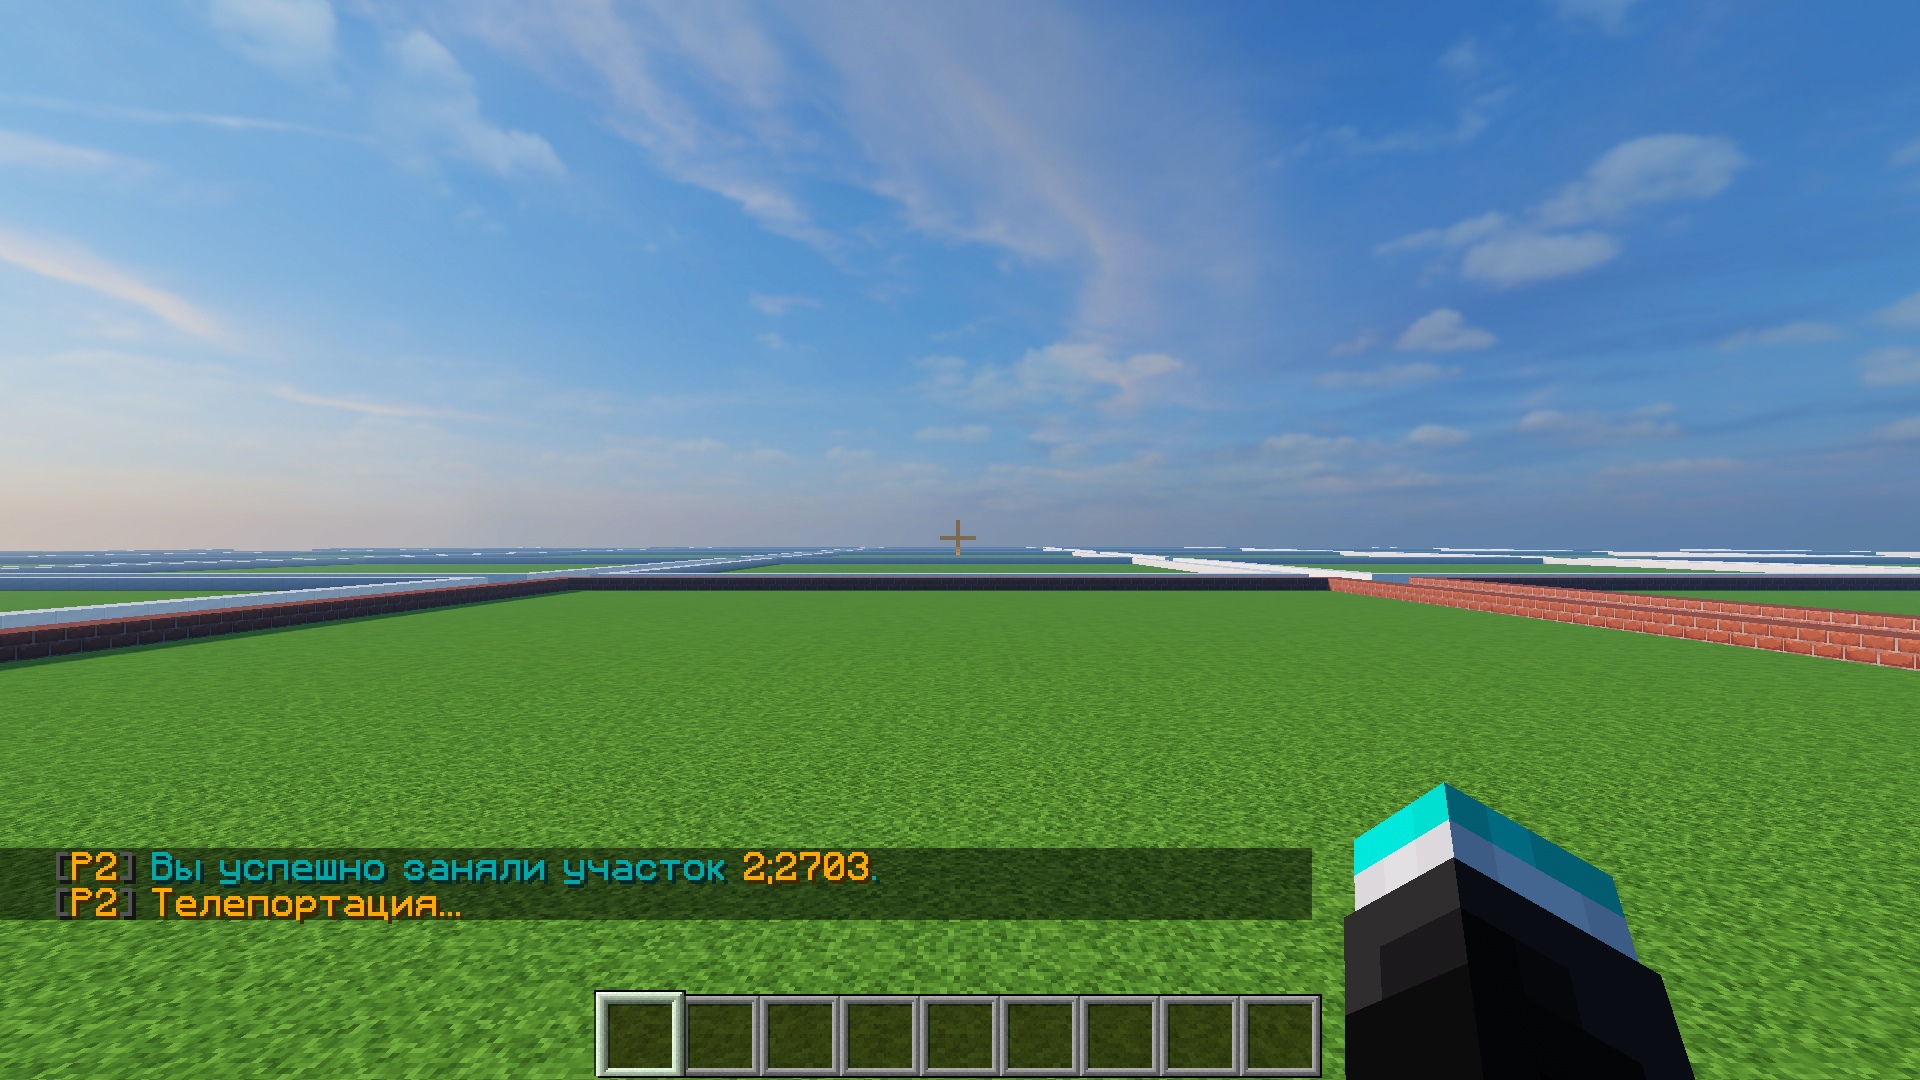 [P2] Вы успешно заняли участок 2;2703.
[P2] Телепортация...